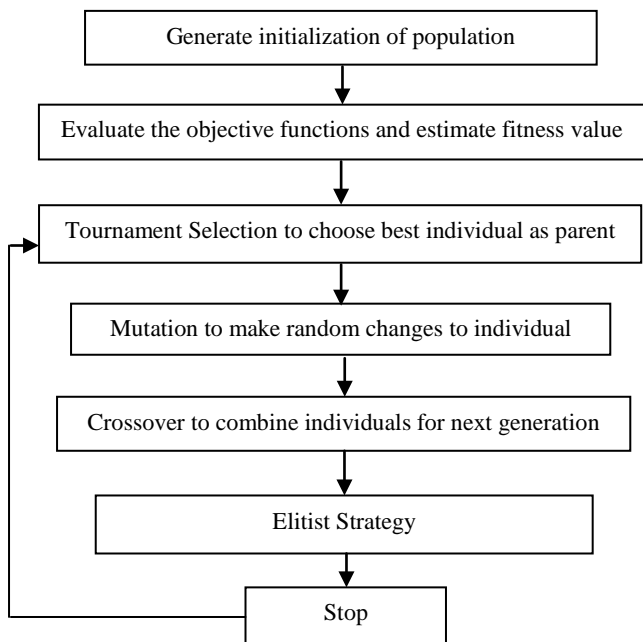 Generate initialization of population
Evaluate the objective functions and estimate fitness value
Tournament Selection to choose best individual as parent
Mutation to make random changes to individual
Crossover to combine individuals for next generation
Elitist Strategy
Stop